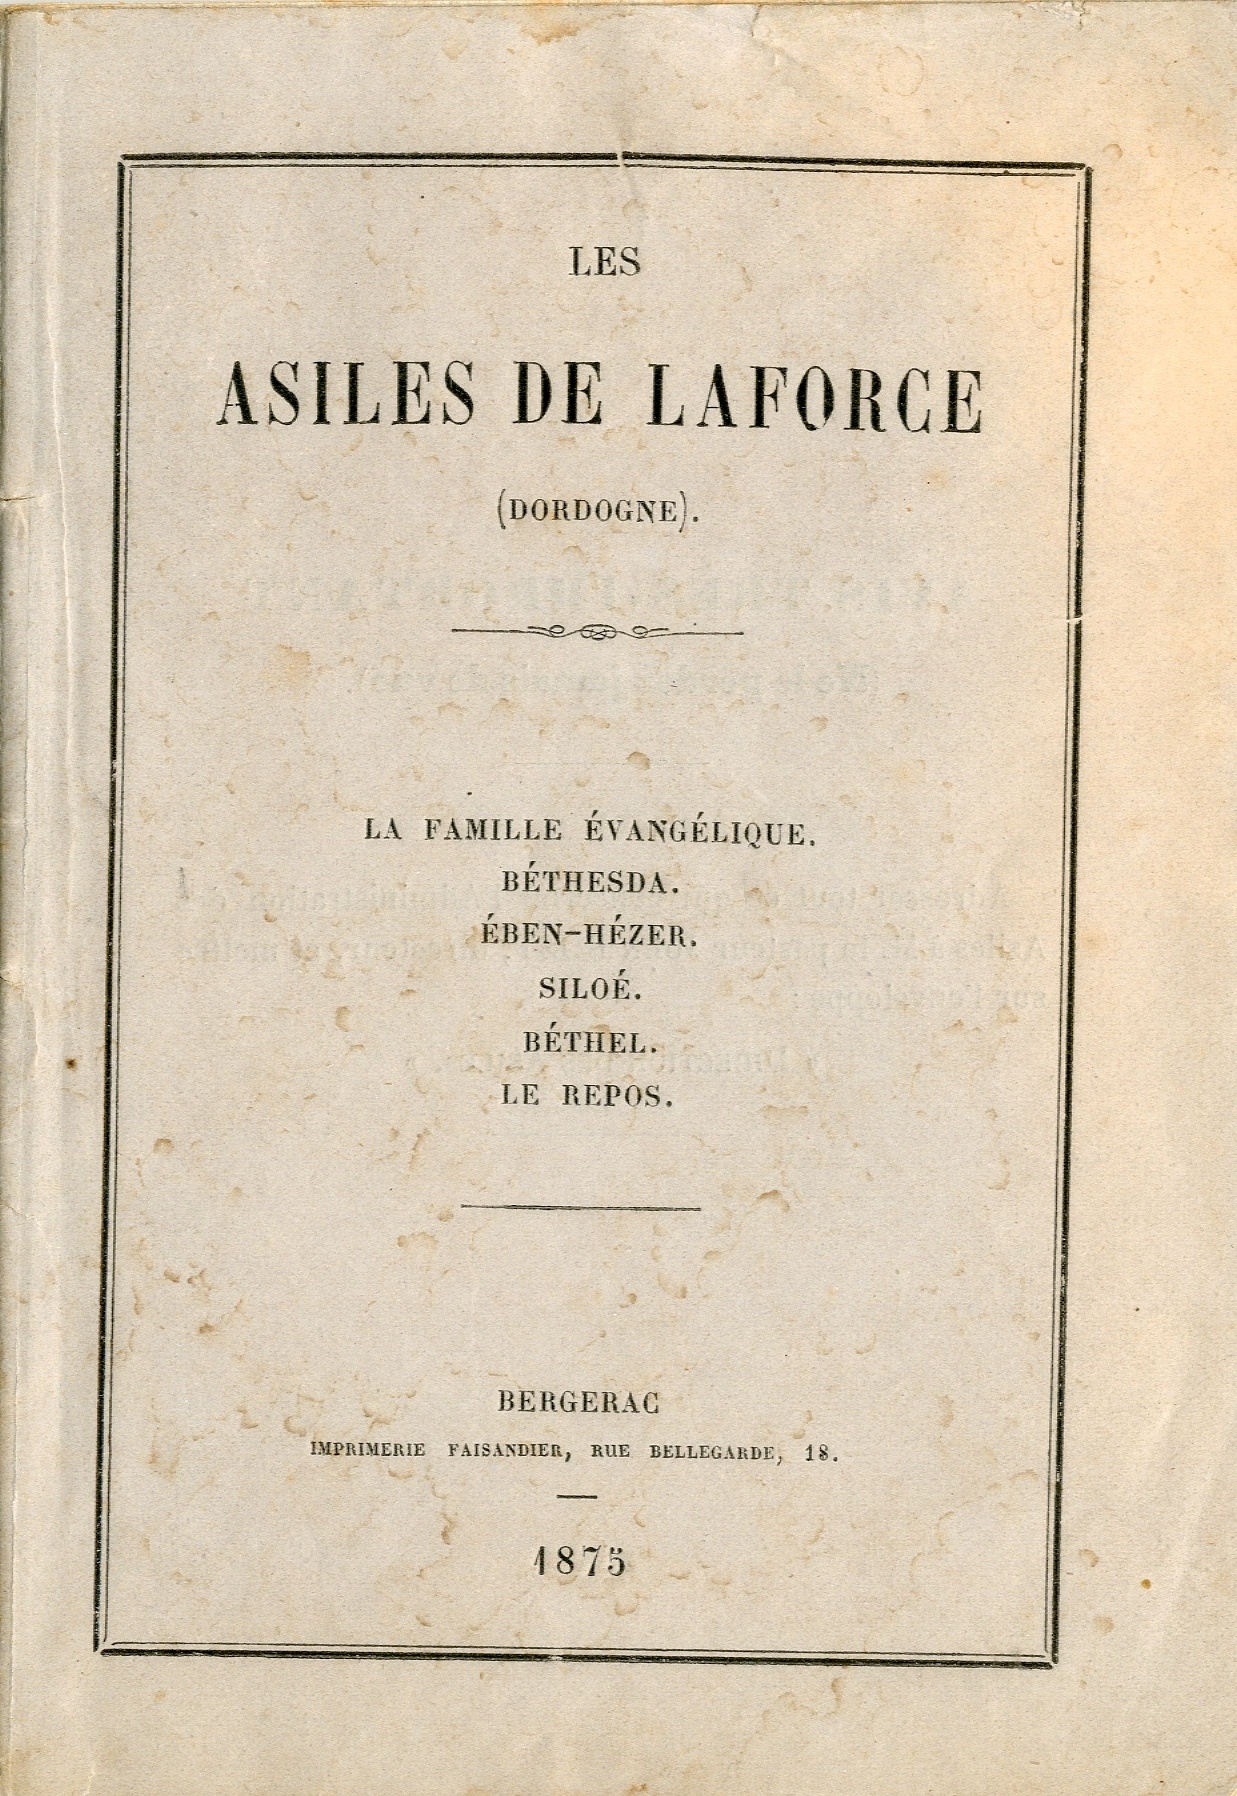 LES
ASILES DE LAFORCE
(DORDOGNE).
LA FAMILLE ÉVANGÉLIQUE.
BÉTHESDA.
ÉBEN-HÉZER.
SILOÉ.
BÉTHEL.
LE REPOS.
BERGERAC
IMPRIMERIE FAISANDIER, RUE BELLEGARDE, 18.
1875